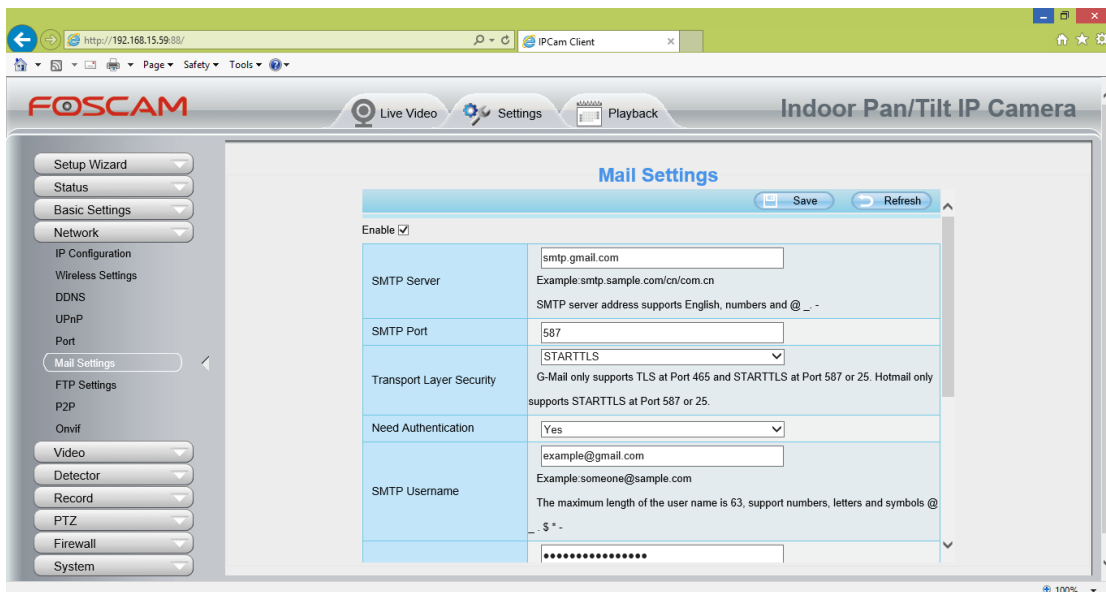 http://192.168.15.59:88/
IPCam Client
Page Safety Tools
FOSCAM
Live Video
Settings
Playback
Indoor Pan/Tilt IP Camera
Setup Wizard
Status
Basic Settings
Network
IP Configuration
Wireless Settings
DDNS
UPnP
Port
Mail Settings
FTP Settings
P2P
Onvif
Video
Detector
Record
PTZ
Firewall
System
Mail Settings
Save
Refresh
Enable
SMTP Server
smtp.gmail.com
Example:smtp.sample.com/cn/com.cn
SMTP server address supports English, numbers and @ _ . -
SMTP Port
587
Transport Layer Security
STARTTLS
G-Mail only supports TLS at Port 465 and STARTTLS at Port 587 or 25. Hotmail only
supports STARTTLS at Port 587 or 25.
Need Authentication
Yes
SMTP Username
example@gmail.com
Example:someone@sample.com
The maximum length of the user name is 63, support numbers, letters and symbols @
_ . $ * -
••••••••••••••••
100%